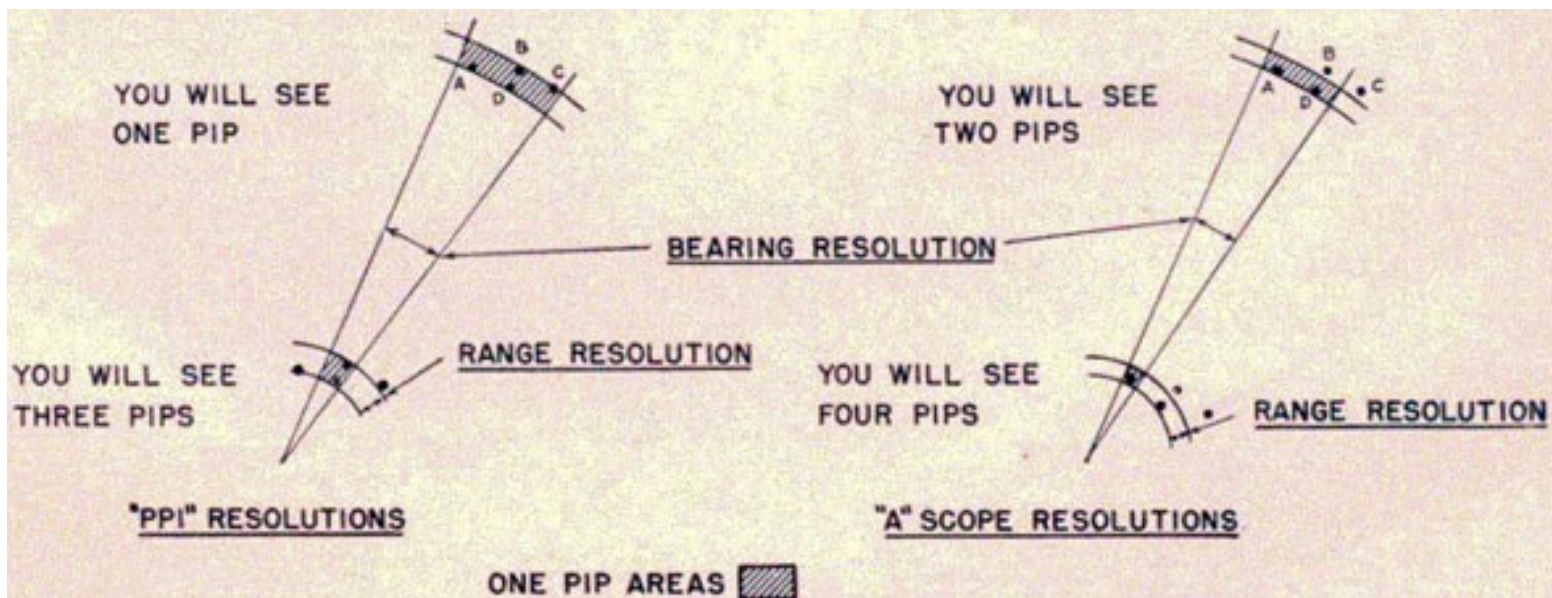 YOU WILL SEE
ONE PIP
A
B
C
D
YOU WILL SEE
TWO PIPS
A
B
C
D
BEARING RESOLUTION
YOU WILL SEE
THREE PIPS
RANGE RESOLUTION
YOU WILL SEE
FOUR PIPS
RANGE RESOLUTION
"PPI" RESOLUTIONS
"A" SCOPE RESOLUTIONS
ONE PIP AREAS